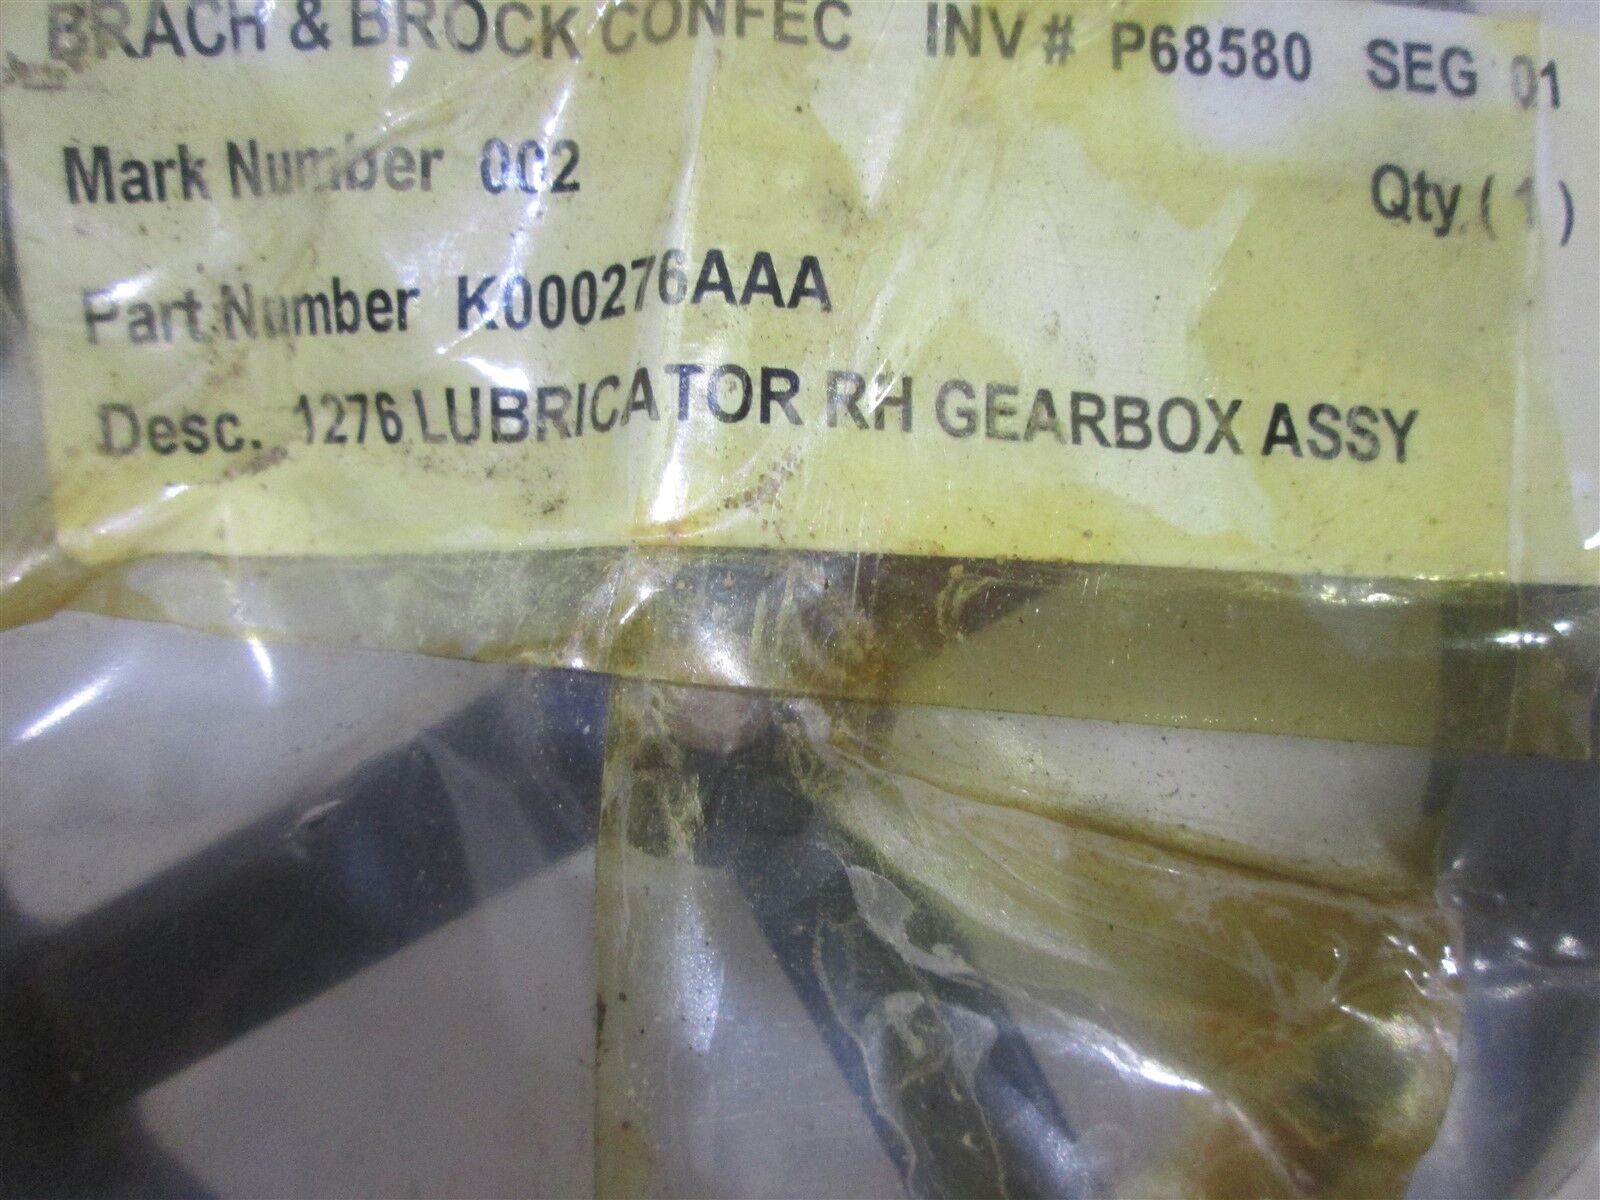 BRACH & BROCK CONFEC INV # P68580 SEG 01
Mark Number 002 Qty ( 1 )
Part Number K000276AAA
Desc. 1276 LUBRICATOR RH GEARBOX ASSY